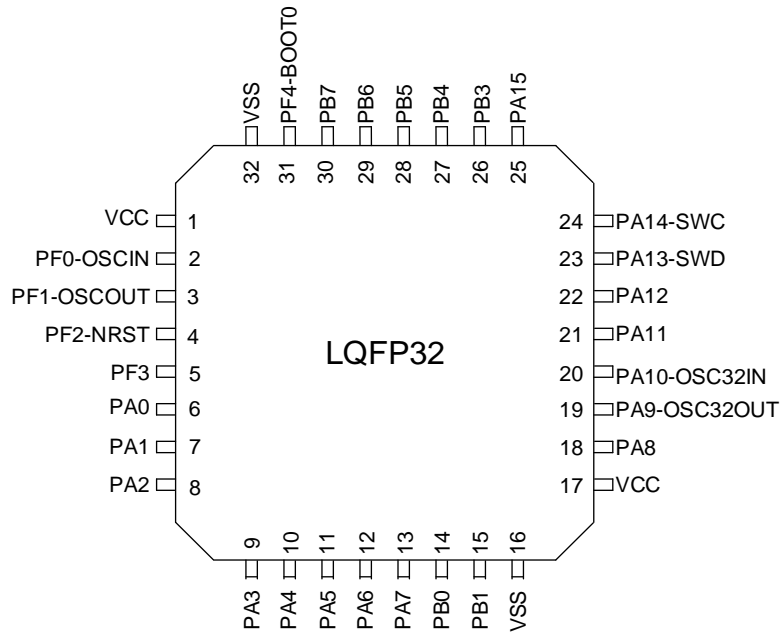 VSS
PF4-BOOT0
PB7
PB6
PB5
PB4
PB3
PA15
32
31
30
29
28
27
26
25
VCC 1
PF0-OSCIN 2
PF1-OSCOUT 3
PF2-NRST 4
PF3 5
PA0 6
PA1 7
PA2 8
LQFP32
24 PA14-SWC
23 PA13-SWD
22 PA12
21 PA11
20 PA10-OSC32IN
19 PA9-OSC32OUT
18 PA8
17 VCC
9
10
11
12
13
14
15
16
PA3
PA4
PA5
PA6
PA7
PB0
PB1
VSS